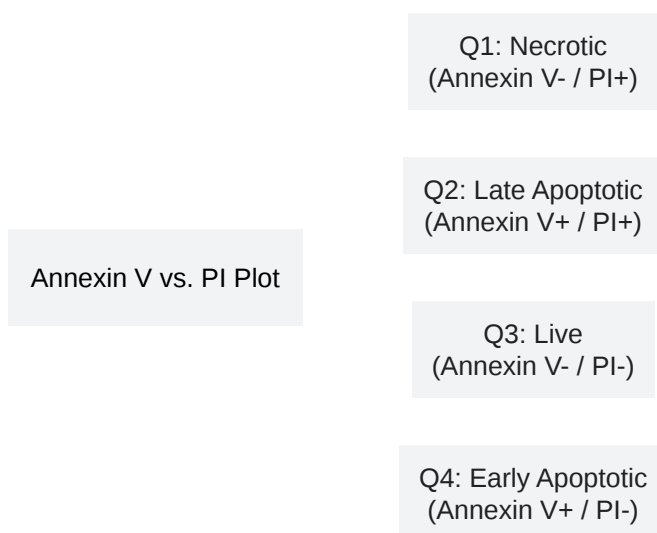 Q1: Necrotic
(Annexin V- / PI+)
Q2: Late Apoptotic
(Annexin V+ / PI+)
Annexin V vs. PI Plot
Q3: Live
(Annexin V- / PI-)
Q4: Early Apoptotic
(Annexin V+ / PI-)